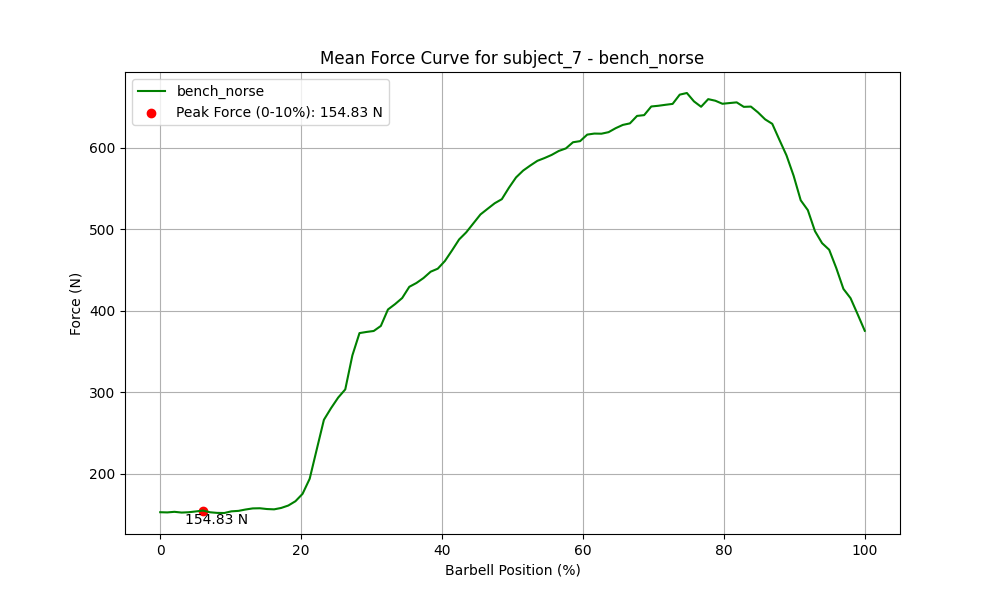 Mean Force Curve for subject_7 - bench_norse
bench_norse
Peak Force (0-10%): 154.83 N
600
500
400
300
200
Force (N)
154.83 N
0 20 40 60 80 100
Barbell Position (%)